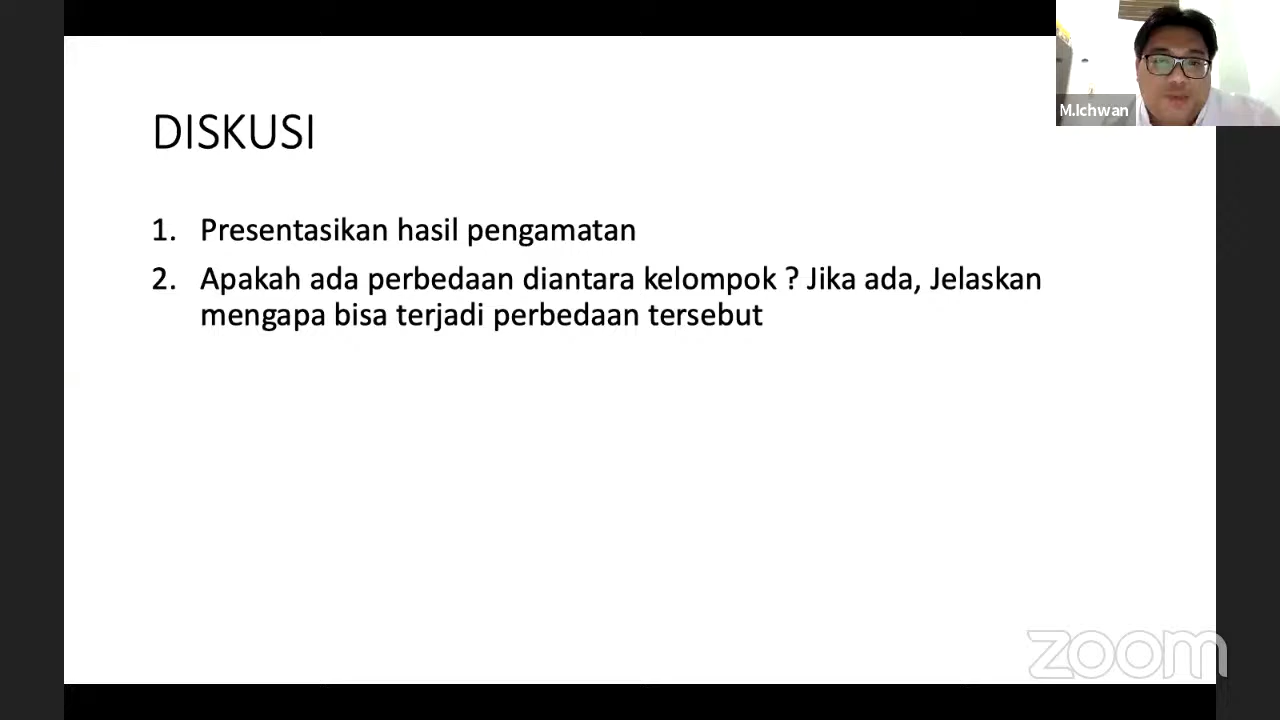 M.Ichwan
DISKUSI
1. Presentasikan hasil pengamatan
2. Apakah ada perbedaan diantara kelompok ? Jika ada, Jelaskan
mengapa bisa terjadi perbedaan tersebut
zoom